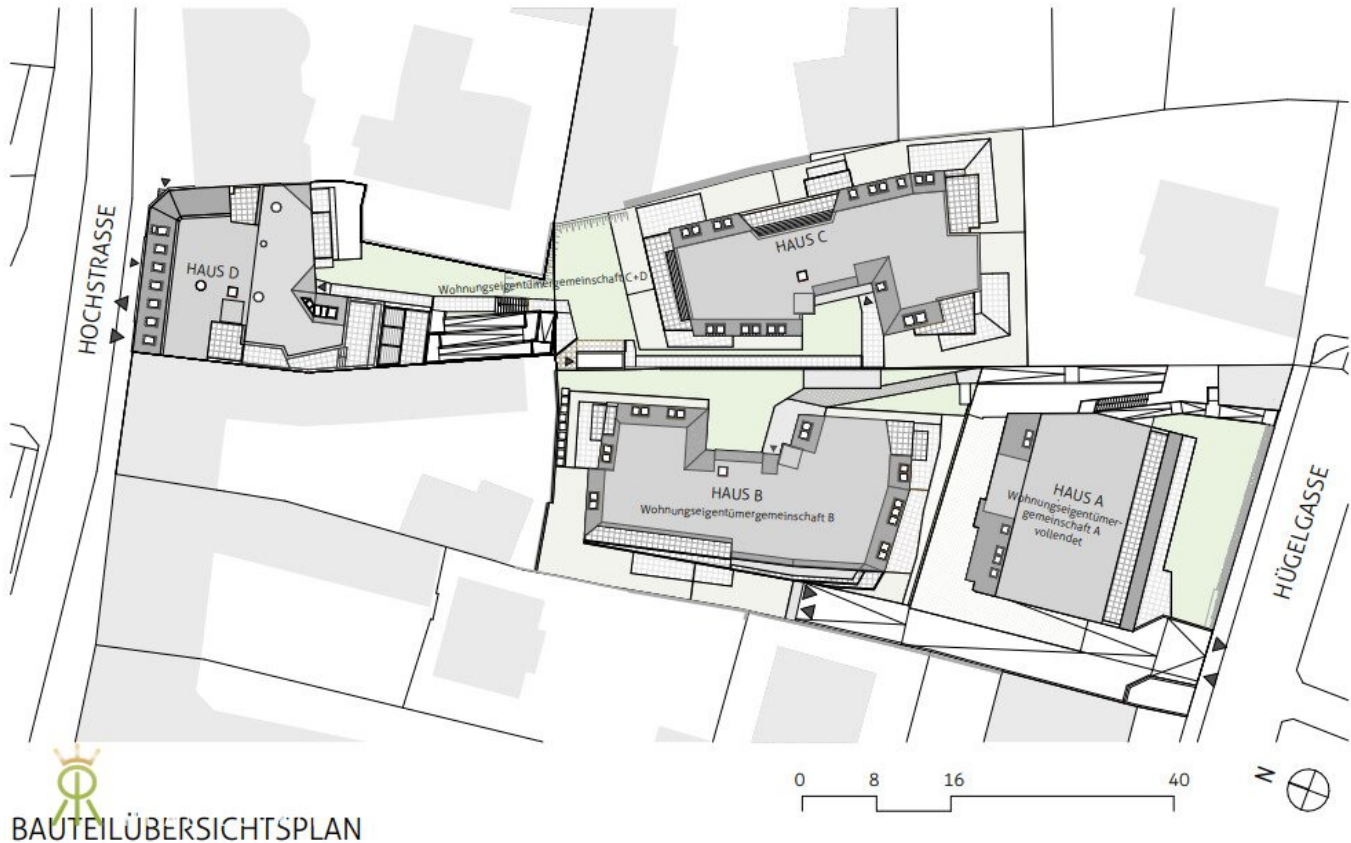 HOCHSTRASSE
HAUS D
Wohnungseigentümergemeinschaft C+D
HAUS C
HAUS B
Wohnungseigentümergemeinschaft B
HAUS A
Wohnungseigentümer-
gemeinschaft A
vollendet
HÜGELGASSE
0 8 16 40
N
BAUTEILÜBERSICHTSPLAN